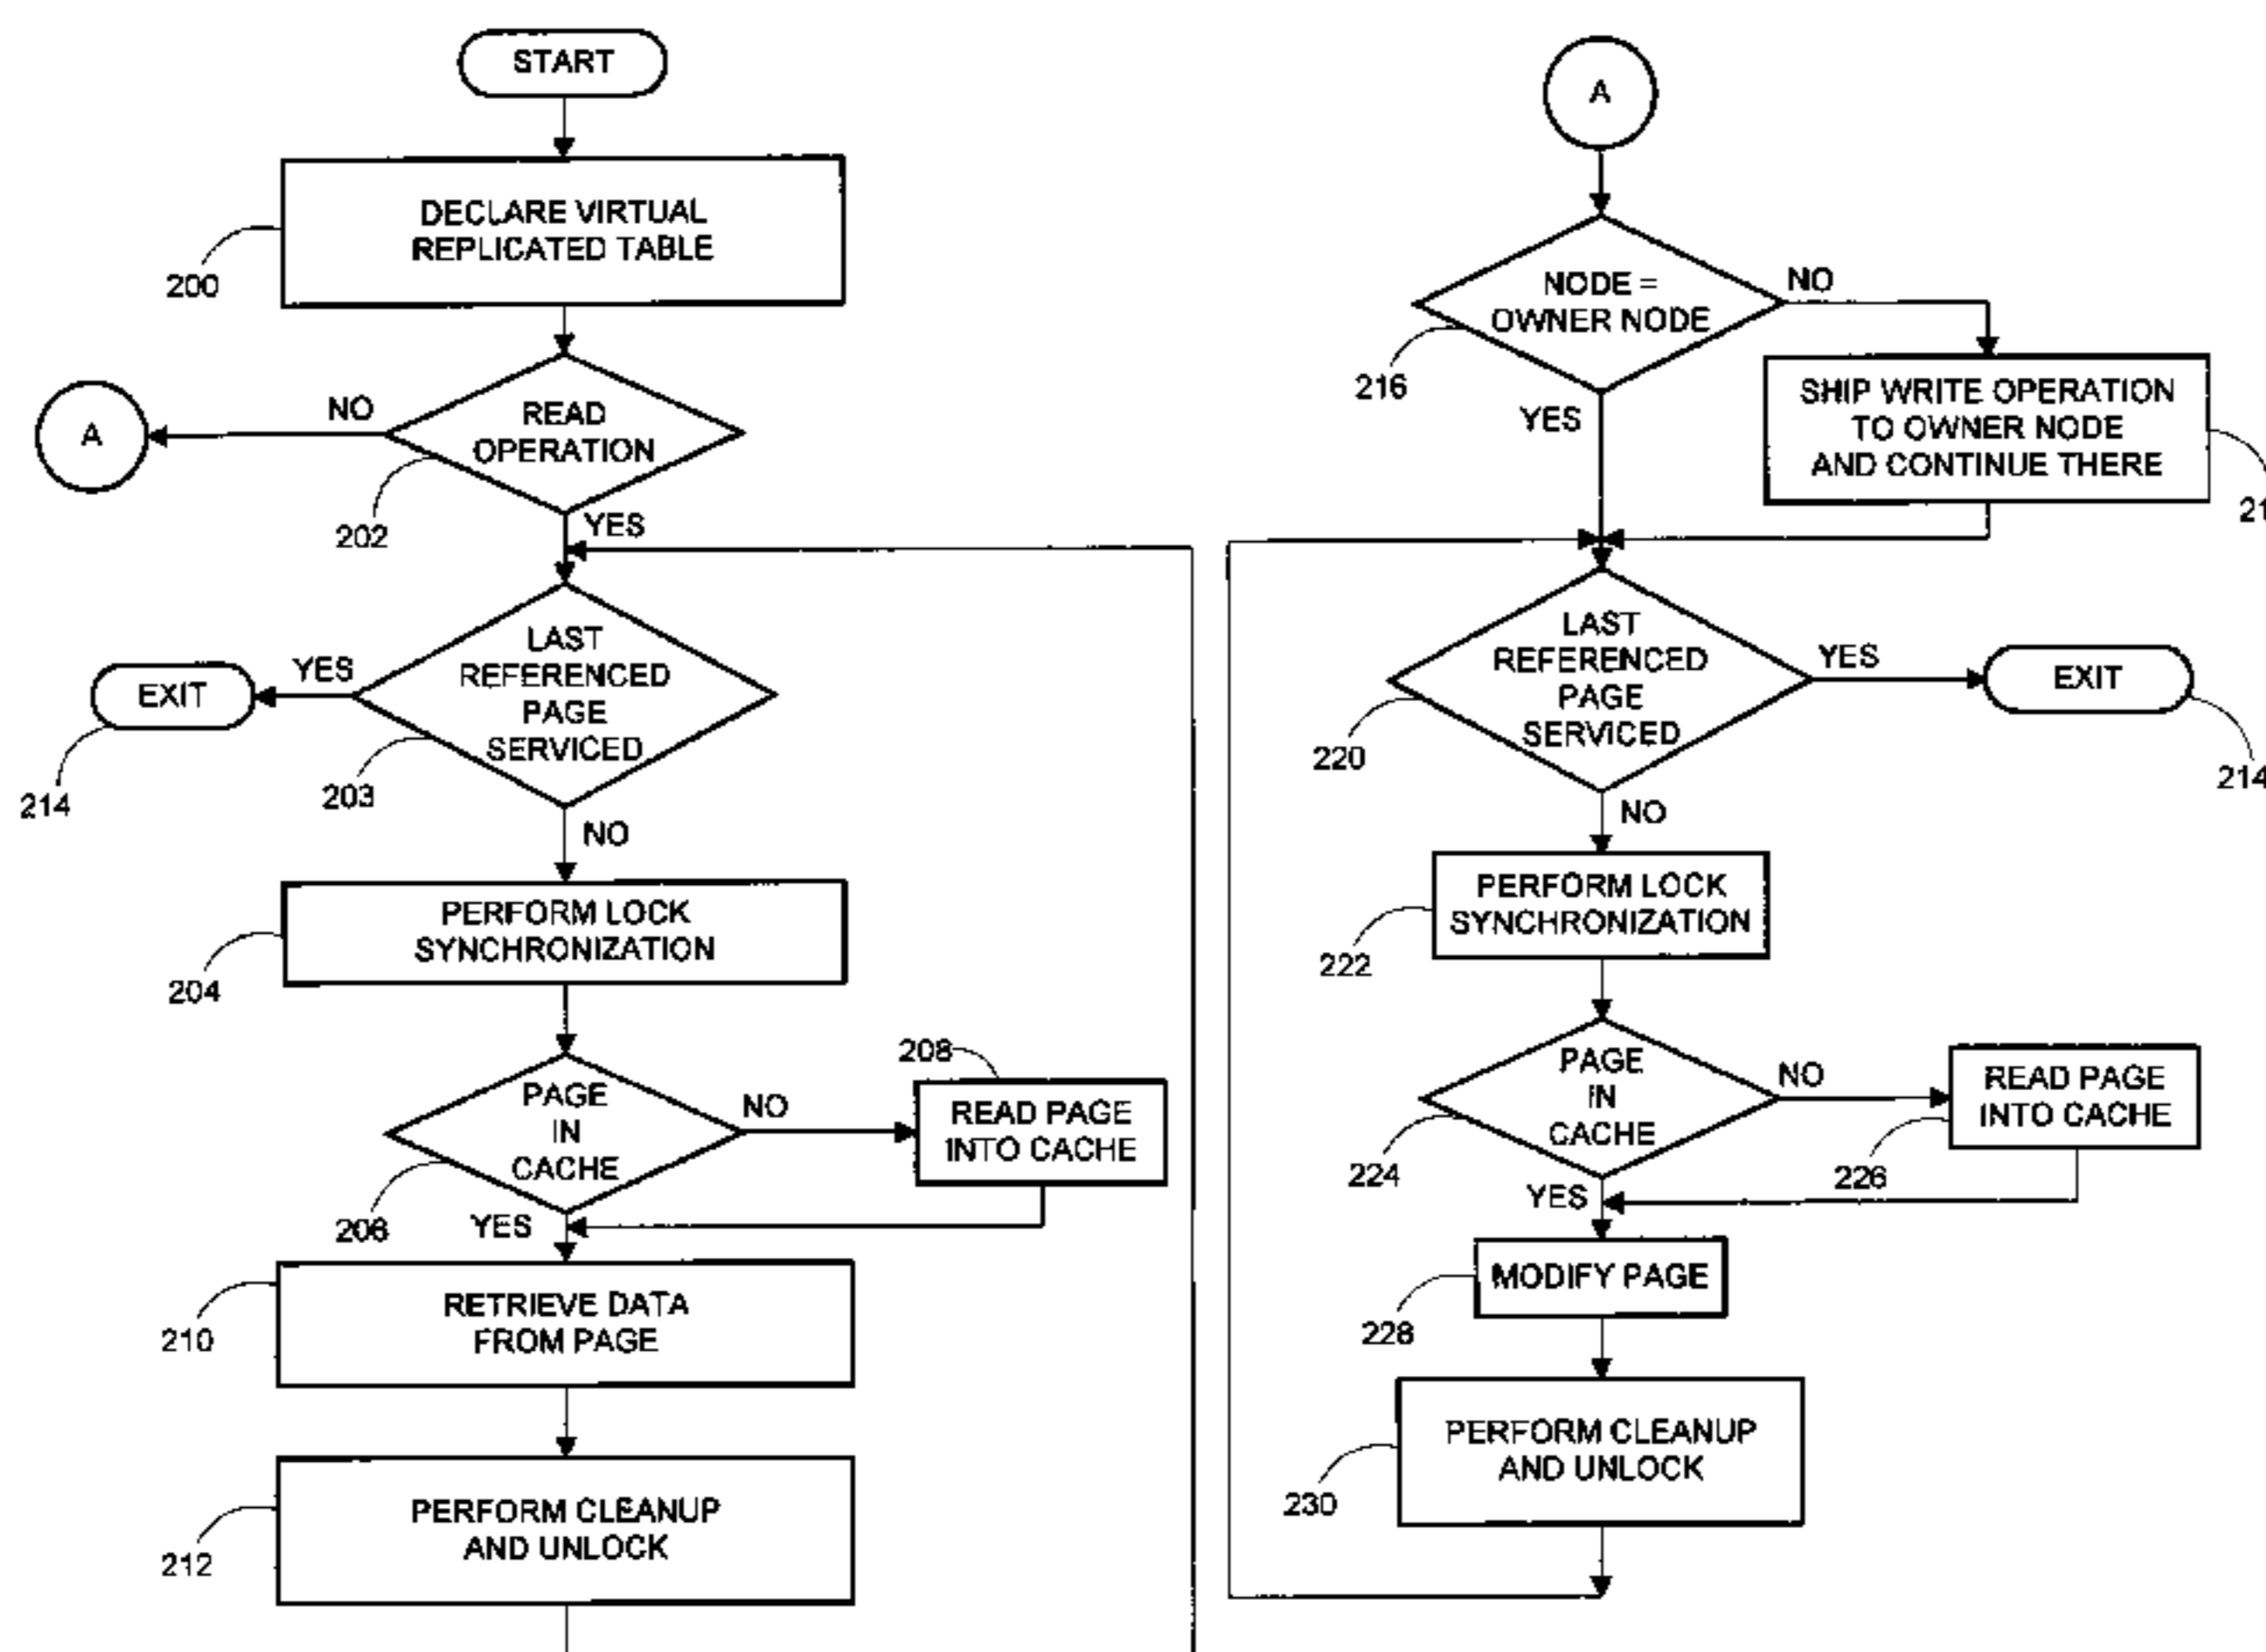 START
DECLARE VIRTUAL
REPLICATED TABLE
200
READ
OPERATION
NO
A
202
YES
LAST
REFERENCED
PAGE
SERVICED
YES
EXIT
214
203
NO
PERFORM LOCK
SYNCHRONIZATION
204
PAGE
IN
CACHE
NO
208
READ PAGE
INTO CACHE
206
YES
RETRIEVE DATA
FROM PAGE
210
PERFORM CLEANUP
AND UNLOCK
212
A
NODE =
OWNER NODE
NO
216
YES
SHIP WRITE OPERATION
TO OWNER NODE
AND CONTINUE THERE
LAST
REFERENCED
PAGE
SERVICED
YES
EXIT
214
220
NO
PERFORM LOCK
SYNCHRONIZATION
222
PAGE
IN
CACHE
NO
READ PAGE
INTO CACHE
224
226
YES
MODIFY PAGE
228
PERFORM CLEANUP
AND UNLOCK
230